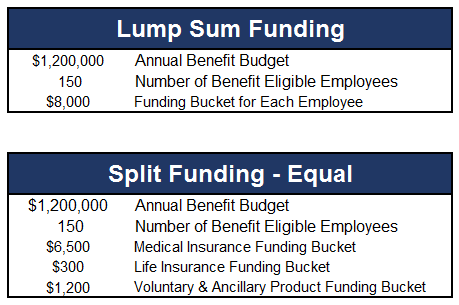 Lump Sum Funding
$1,200,000 Annual Benefit Budget
150 Number of Benefit Eligible Employees
$8,000 Funding Bucket for Each Employee
Split Funding - Equal
$1,200,000 Annual Benefit Budget
150 Number of Benefit Eligible Employees
$6,500 Medical Insurance Funding Bucket
$300 Life Insurance Funding Bucket
$1,200 Voluntary & Ancillary Product Funding Bucket